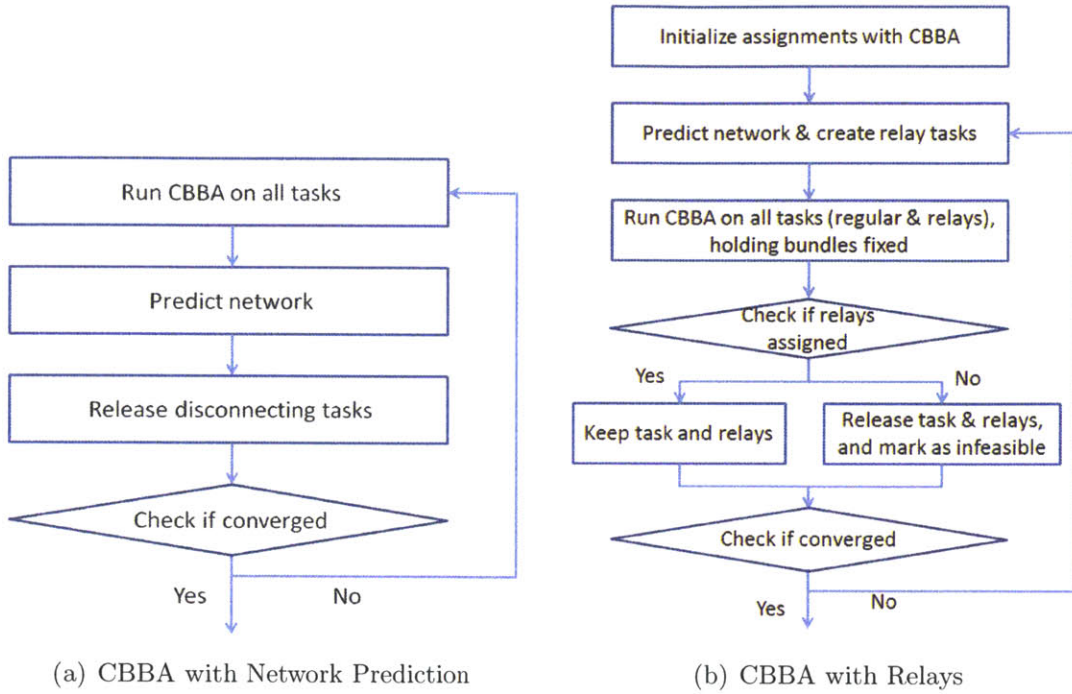 Run CBBA on all tasks
Predict network
Release disconnecting tasks
Check if converged
Yes
No
(a) CBBA with Network Prediction
Initialize assignments with CBBA
Predict network & create relay tasks
Run CBBA on all tasks (regular & relays),
holding bundles fixed
Check if relays
assigned
Yes
No
Keep task and relays
Release task & relays,
and mark as infeasible
Check if converged
Yes
No
(b) CBBA with Relays